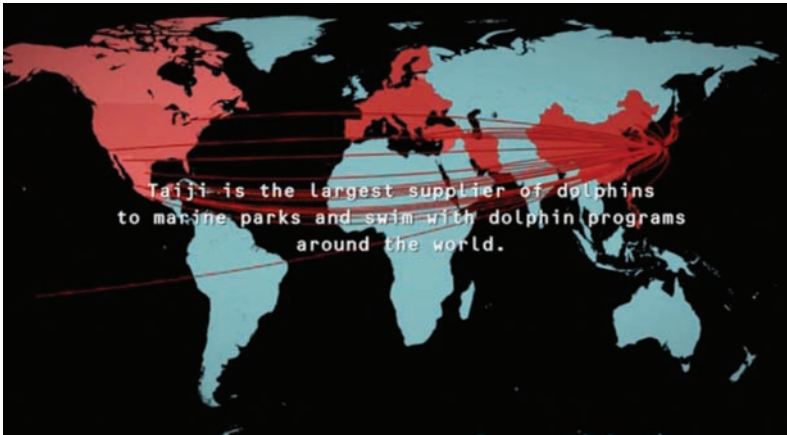 Taiji is the largest supplier of dolphins
to marine parks and swim with dolphin programs
around the world.